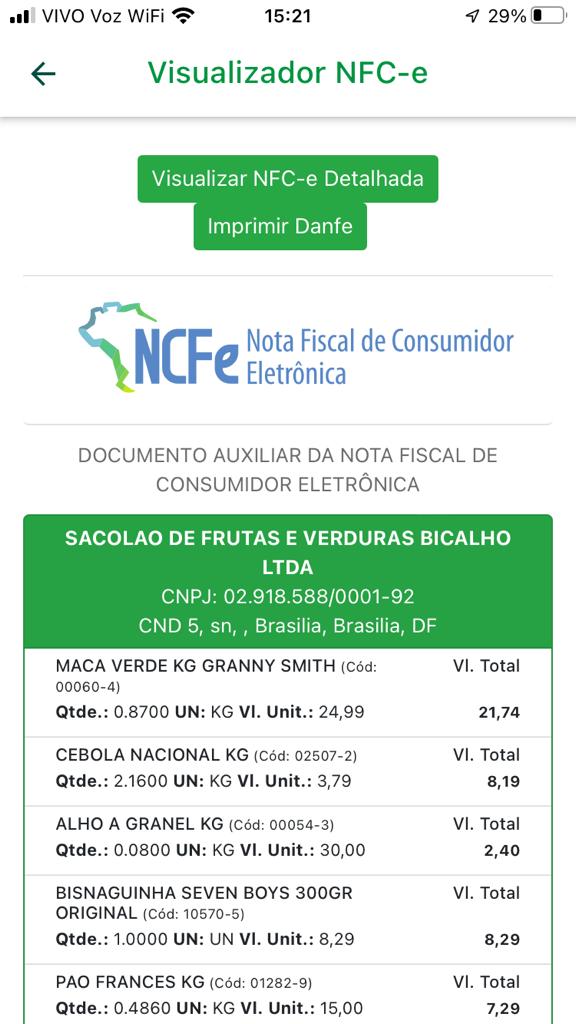 VIVO Voz WiFi 15:21 29%
Visualizador NFC-e
Visualizar NFC-e Detalhada
Imprimir Danfe
NCFe Nota Fiscal de Consumidor
Eletrônica
DOCUMENTO AUXILIAR DA NOTA FISCAL DE
CONSUMIDOR ELETRÔNICA
SACOLAO DE FRUTAS E VERDURAS BICALHO
LTDA
CNPJ: 02.918.588/0001-92
CND 5, sn, , Brasilia, Brasilia, DF
MACA VERDE KG GRANNY SMITH (Cód: Vl. Total
00060-4)
Qtde.: 0.8700 UN: KG Vl. Unit.: 24,99 21,74
CEBOLA NACIONAL KG (Cód: 02507-2) Vl. Total
Qtde.: 2.1600 UN: KG Vl. Unit.: 3,79 8,19
ALHO A GRANEL KG (Cód: 00054-3) Vl. Total
Qtde.: 0.0800 UN: KG Vl. Unit.: 30,00 2,40
BISNAGUINHA SEVEN BOYS 300GR Vl. Total
ORIGINAL (Cód: 10570-5)
Qtde.: 1.0000 UN: UN Vl. Unit.: 8,29 8,29
PAO FRANCES KG (Cód: 01282-9) Vl. Total
Qtde.: 0.4860 UN: KG Vl. Unit.: 15,00 7,29